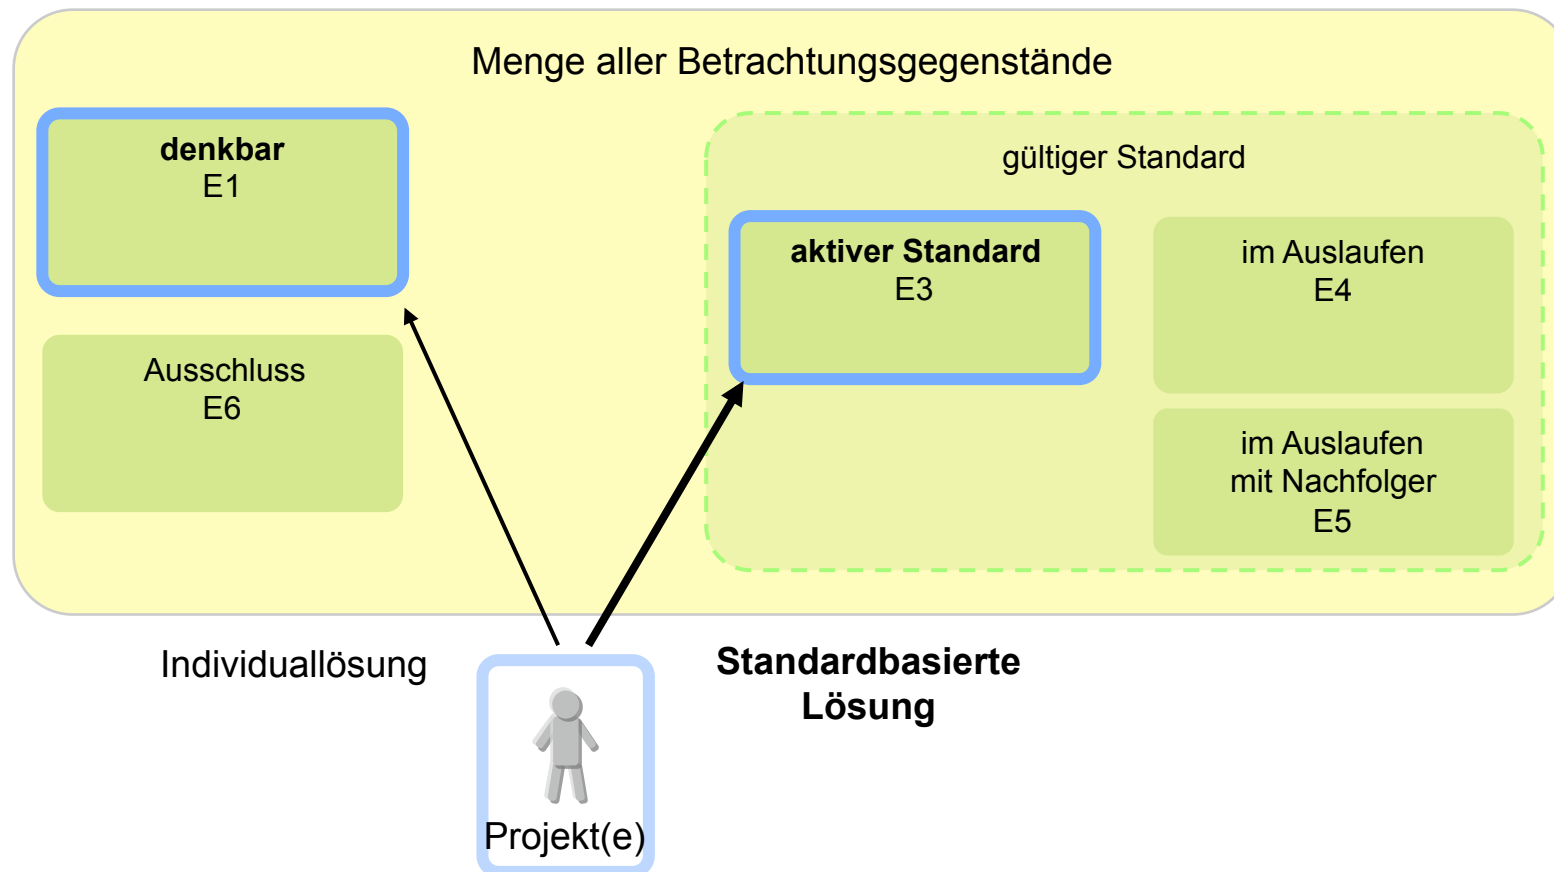 Menge aller Betrachtungsgegenstände
denkbar
E1
Ausschluss
E6
gültiger Standard
aktiver Standard
E3
im Auslaufen
E4
im Auslaufen
mit Nachfolger
E5
Individuallösung
Standardbasierte
Lösung
Projekt(e)